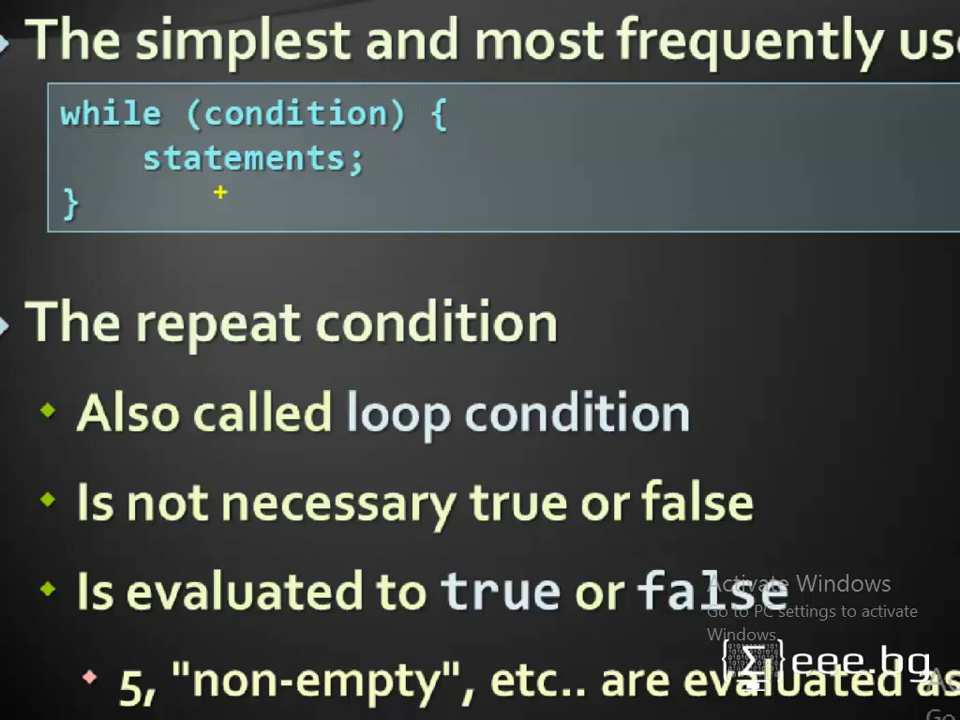 The simplest and most frequently
while (condition) {
statements;
}
The repeat condition
Also called loop condition
Is not necessary true or false
Is evaluated to true or false
Activate Windows
Go to PC settings to activate
Windows.
{Σ}eee.bg
5, "non-empty", etc.. are evaluated as
Go